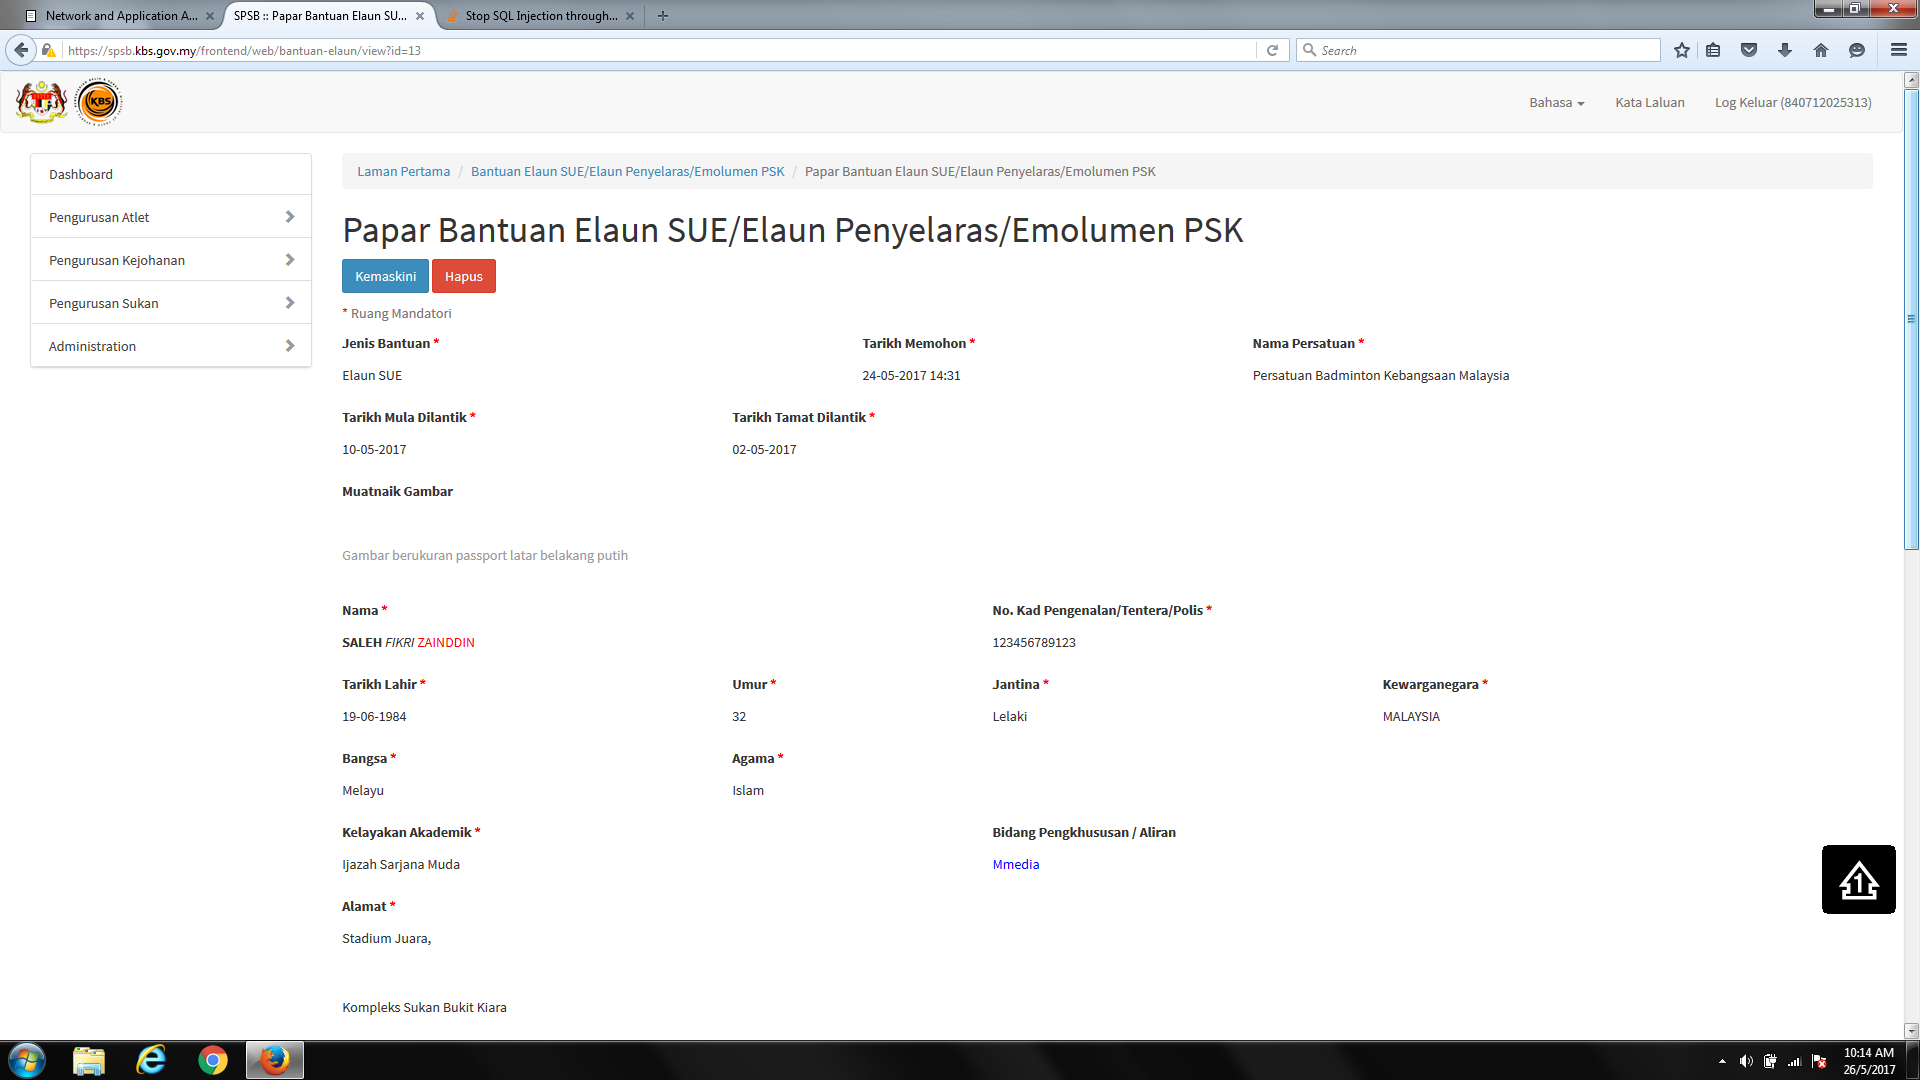 Network and Application A...
SPSB :: Papar Bantuan Elaun SU...
Stop SQL Injection through...
https://spsb.kbs.gov.my/frontend/web/bantuan-elaun/view?id=13
Search
KBS
Bahasa
Kata Laluan
Log Keluar (840712025313)
Dashboard
Pengurusan Atlet
Pengurusan Kejohanan
Pengurusan Sukan
Administration
Laman Pertama / Bantuan Elaun SUE/Elaun Penyelaras/Emolumen PSK / Papar Bantuan Elaun SUE/Elaun Penyelaras/Emolumen PSK
Papar Bantuan Elaun SUE/Elaun Penyelaras/Emolumen PSK
Kemaskini Hapus
* Ruang Mandatori
Jenis Bantuan * Tarikh Memohon * Nama Persatuan *
Elaun SUE 24-05-2017 14:31 Persatuan Badminton Kebangsaan Malaysia
Tarikh Mula Dilantik * Tarikh Tamat Dilantik *
10-05-2017 02-05-2017
Muatnaik Gambar
Gambar berukuran passport latar belakang putih
Nama * No. Kad Pengenalan/Tentera/Polis *
SALEH FIKRI ZAINDDIN 123456789123
Tarikh Lahir * Umur * Jantina * Kewarganegara *
19-06-1984 32 Lelaki MALAYSIA
Bangsa * Agama *
Melayu Islam
Kelayakan Akademik * Bidang Pengkhususan / Aliran
Ijazah Sarjana Muda Mmedia
Alamat *
Stadium Juara,
1
Kompleks Sukan Bukit Kiara
10:14 AM
26/5/2017